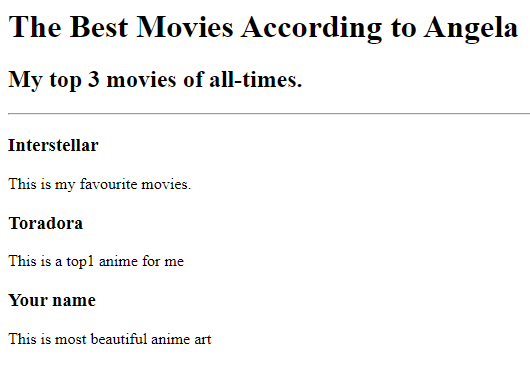 The Best Movies According to Angela
My top 3 movies of all-times.
Interstellar
This is my favourite movies.
Toradora
This is a top1 anime for me
Your name
This is most beautiful anime art